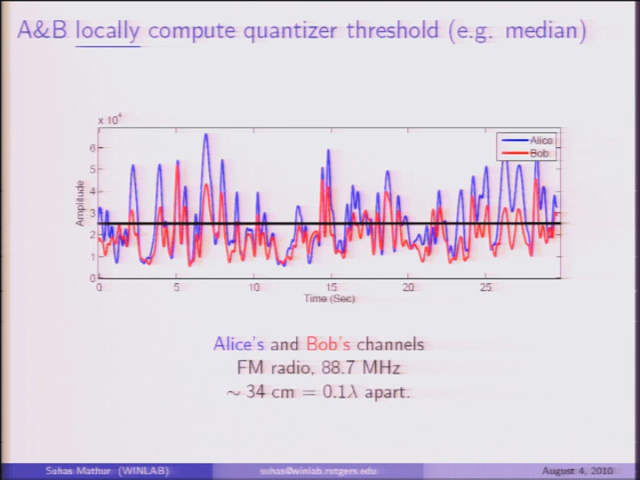 A&B locally compute quantizer threshold (e.g. median)
x 10⁴
Alice
Bob
6
5
4
3
2
1
0
Amplitude
0 5 10 15 20 25
Time (Sec)
Alice's and Bob's channels
FM radio, 88.7 MHz
~ 34 cm = 0.1λ apart.
Suhas Mathur (WINLAB) suhas@winlab.rutgers.edu August 4, 2010